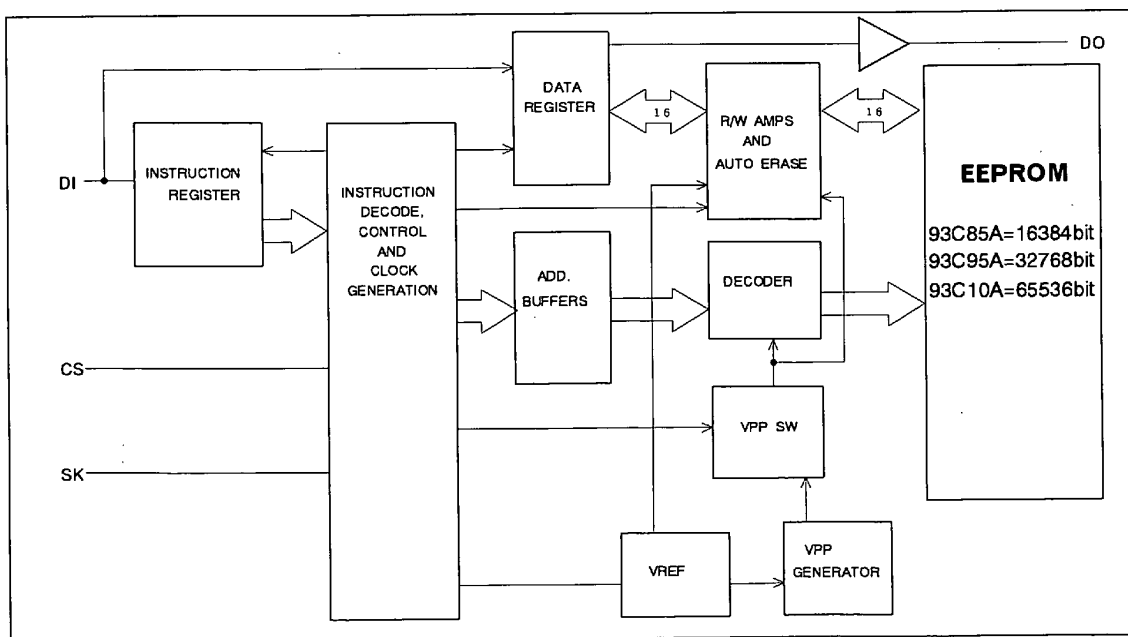 DO
DATA
REGISTER
16
R/W AMPS
AND
AUTO ERASE
16
EEPROM
93C85A=16384bit
93C95A=32768bit
93C10A=65536bit
DI
INSTRUCTION
REGISTER
INSTRUCTION
DECODE,
CONTROL
AND
CLOCK
GENERATION
ADD.
BUFFERS
DECODER
CS
VPP SW
SK
VREF
VPP
GENERATOR